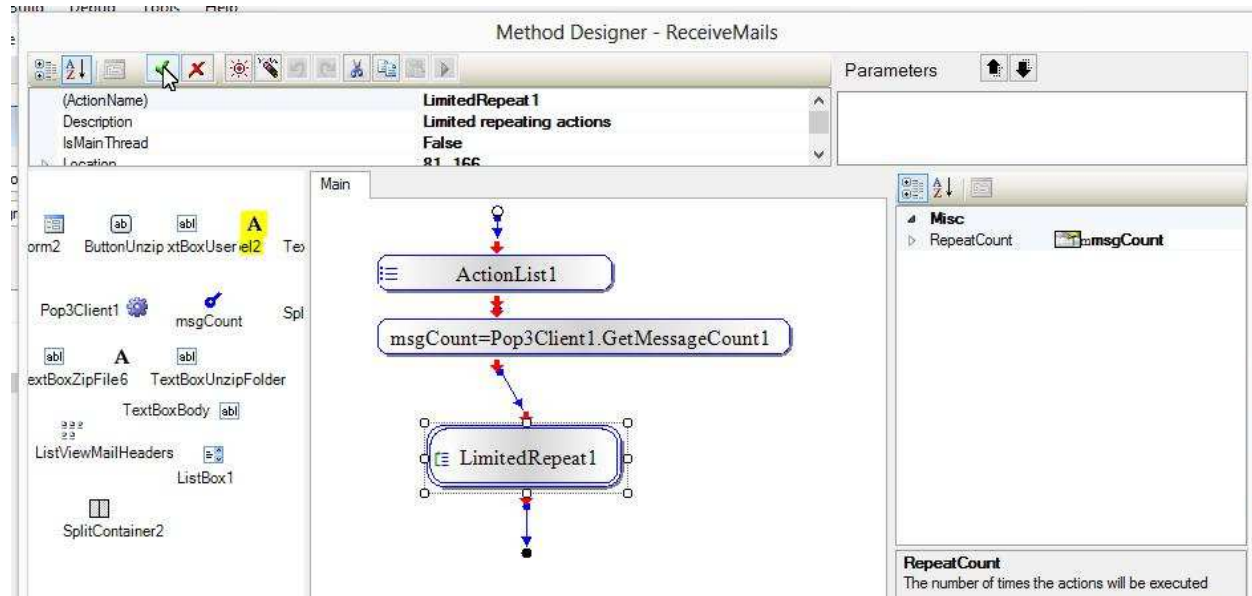 Build Debug Tools Help
Method Designer - ReceiveMails
Parameters
(ActionName) LimitedRepeat1
Description Limited repeating actions
IsMainThread False
Location 81, 166
Main
Misc
RepeatCount msgCount
orm2 ButtonUnzip xtBoxUser el2 Tex
ActionList1
Pop3Client1 msgCount Spl
msgCount=Pop3Client1.GetMessageCount1
A
extBoxZipFile6 TextBoxUnzipFolder
TextBoxBody
LimitedRepeat1
ListViewMailHeaders
ListBox1
SplitContainer2
RepeatCount
The number of times the actions will be executed